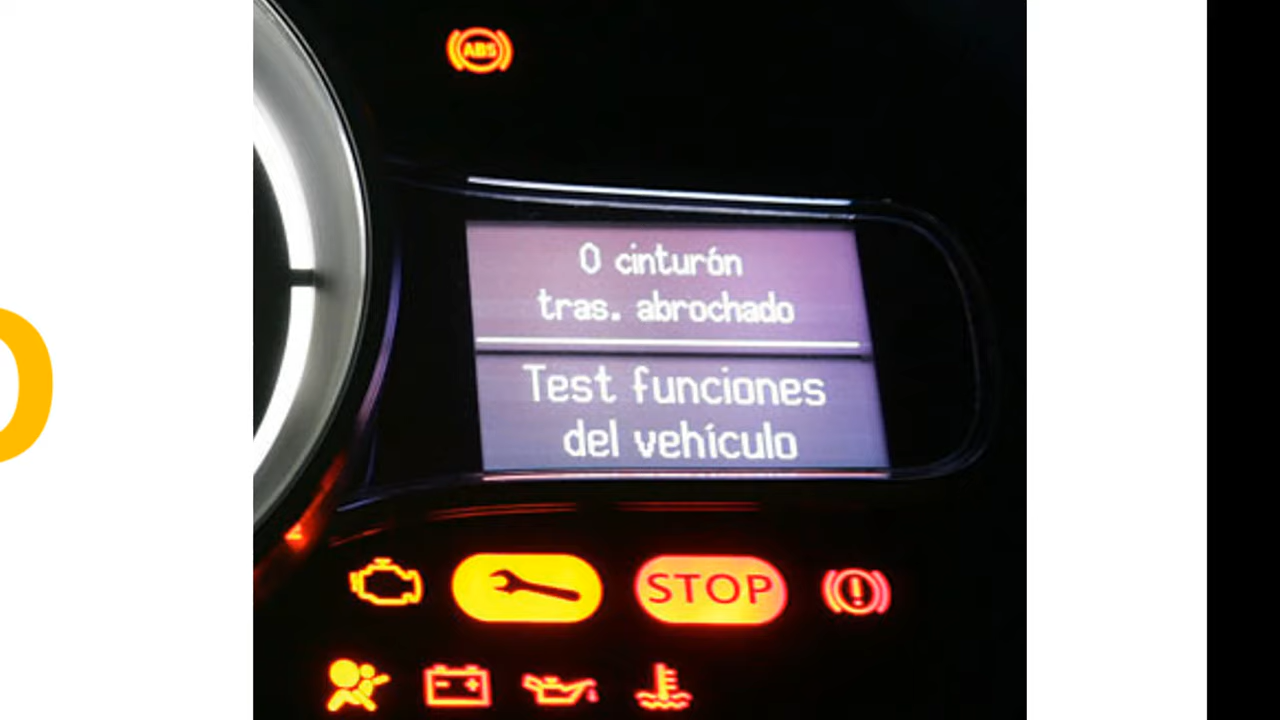 ABS
0 cinturón
tras. abrochado
Test funciones
del vehículo
STOP